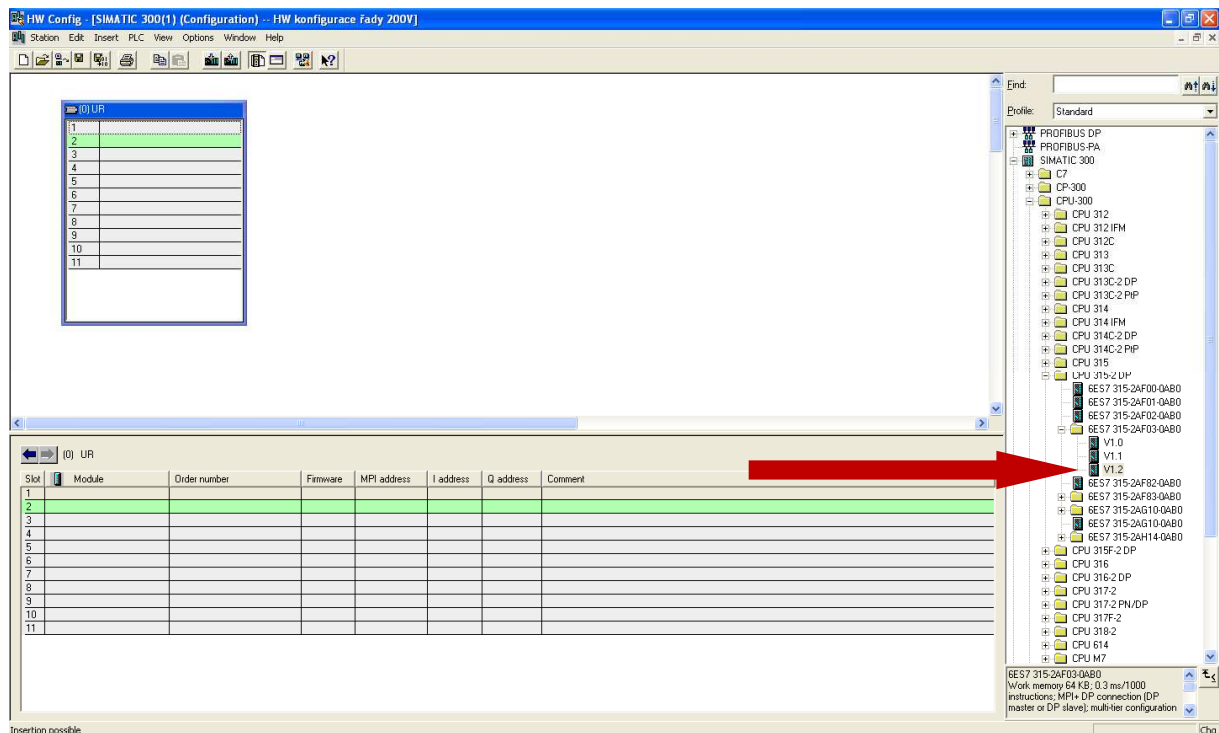 HW Config - [SIMATIC 300(1) (Configuration) -- HW konfigurace řady 200V]
Station Edit Insert PLC View Options Window Help
(0) UR
1
2
3
4
5
6
7
8
9
10
11
Find:
Profile: Standard
PROFIBUS DP
PROFIBUS-PA
SIMATIC 300
C7
CP-300
CPU-300
CPU 312
CPU 312 IFM
CPU 312C
CPU 313
CPU 313C
CPU 313C-2 DP
CPU 313C-2 PtP
CPU 314
CPU 314 IFM
CPU 314C-2 DP
CPU 314C-2 PtP
CPU 315
CPU 315-2 DP
6ES7 315-2AF00-0AB0
6ES7 315-2AF01-0AB0
6ES7 315-2AF02-0AB0
6ES7 315-2AF03-0AB0
V1.0
V1.1
V1.2
6ES7 315-2AF82-0AB0
6ES7 315-2AF83-0AB0
6ES7 315-2AG10-0AB0
6ES7 315-2AG10-0AB0
6ES7 315-2AH14-0AB0
CPU 315F-2 DP
CPU 316
CPU 316-2 DP
CPU 317-2
CPU 317-2 PN/DP
CPU 317F-2
CPU 318-2
CPU 614
CPU M7
6ES7 315-2AF03-0AB0
Work memory 64 KB; 0.3 ms/1000
instructions; MPI+ DP connection (DP
master or DP slave); multi-tier configuration
(0) UR
Slot Module Order number Firmware MPI address I address Q address Comment
1
2
3
4
5
6
7
8
9
10
11
Insertion possible Chg